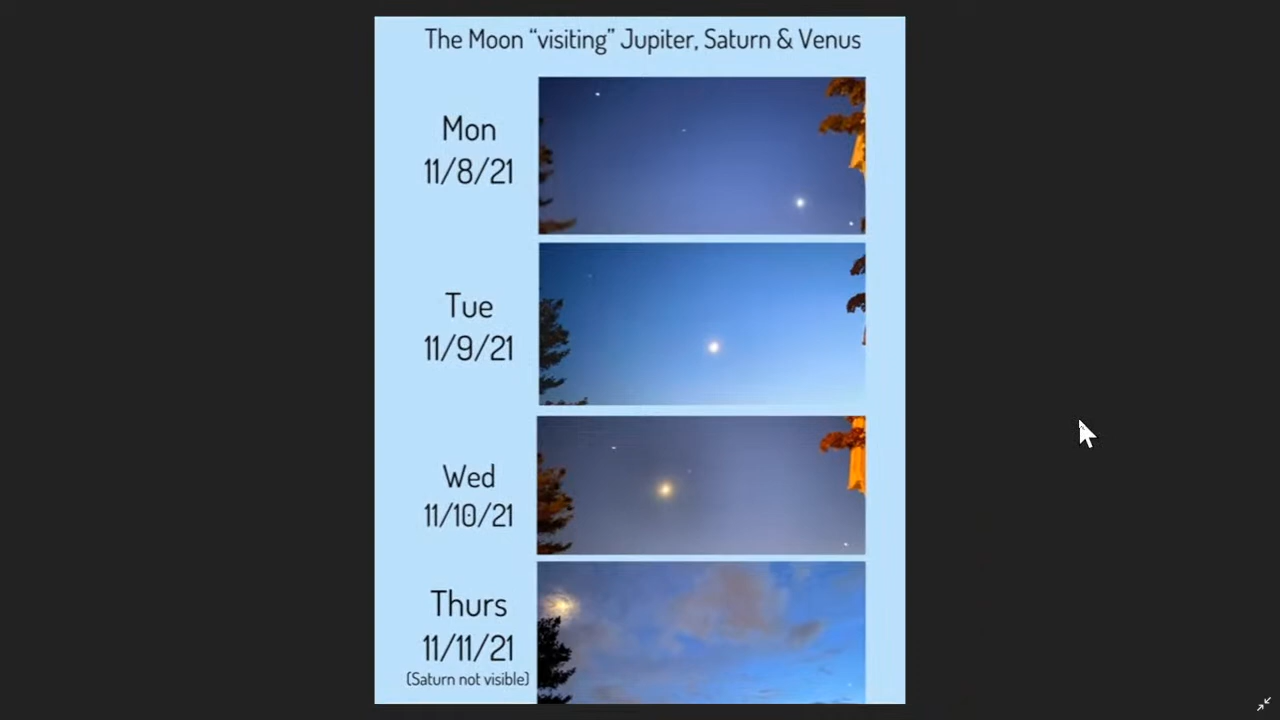 The Moon “visiting” Jupiter, Saturn & Venus
Mon
11/8/21
Tue
11/9/21
Wed
11/10/21
Thurs
11/11/21
(Saturn not visible)